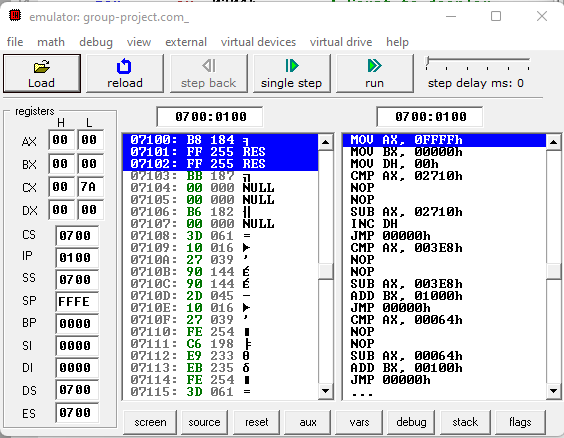 emulator: group-project.com_
file math debug view external virtual devices virtual drive help
Load reload step back single step run step delay ms: 0
registers
H L
AX 00 00
BX 00 00
CX 00 7A
DX 00 00
CS 0700
IP 0100
SS 0700
SP FFFE
BP 0000
SI 0000
DI 0000
DS 0700
ES 0700
0700:0100
07100: B8 184 ╕
07101: FF 255 RES
07102: FF 255 RES
07103: BB 187 ╗
07104: 00 000 NULL
07105: 00 000 NULL
07106: B6 182 ╢
07107: 00 000 NULL
07108: 3D 061 =
07109: 10 016 ►
0710A: 27 039 '
0710B: 90 144 É
0710C: 90 144 É
0710D: 2D 045 -
0710E: 10 016 ►
0710F: 27 039 '
07110: FE 254 ■
07111: C6 198 ╞
07112: E9 233 θ
07113: EB 235 δ
07114: FE 254 ■
07115: 3D 061 =
0700:0100
MOV AX, 0FFFFh
MOV BX, 00000h
MOV DH, 00h
CMP AX, 02710h
NOP
NOP
SUB AX, 02710h
INC DH
JMP 00000h
CMP AX, 003E8h
NOP
NOP
SUB AX, 003E8h
ADD BX, 01000h
JMP 00000h
CMP AX, 00064h
NOP
NOP
SUB AX, 00064h
ADD BX, 00100h
JMP 00000h
...
screen source reset aux vars debug stack flags